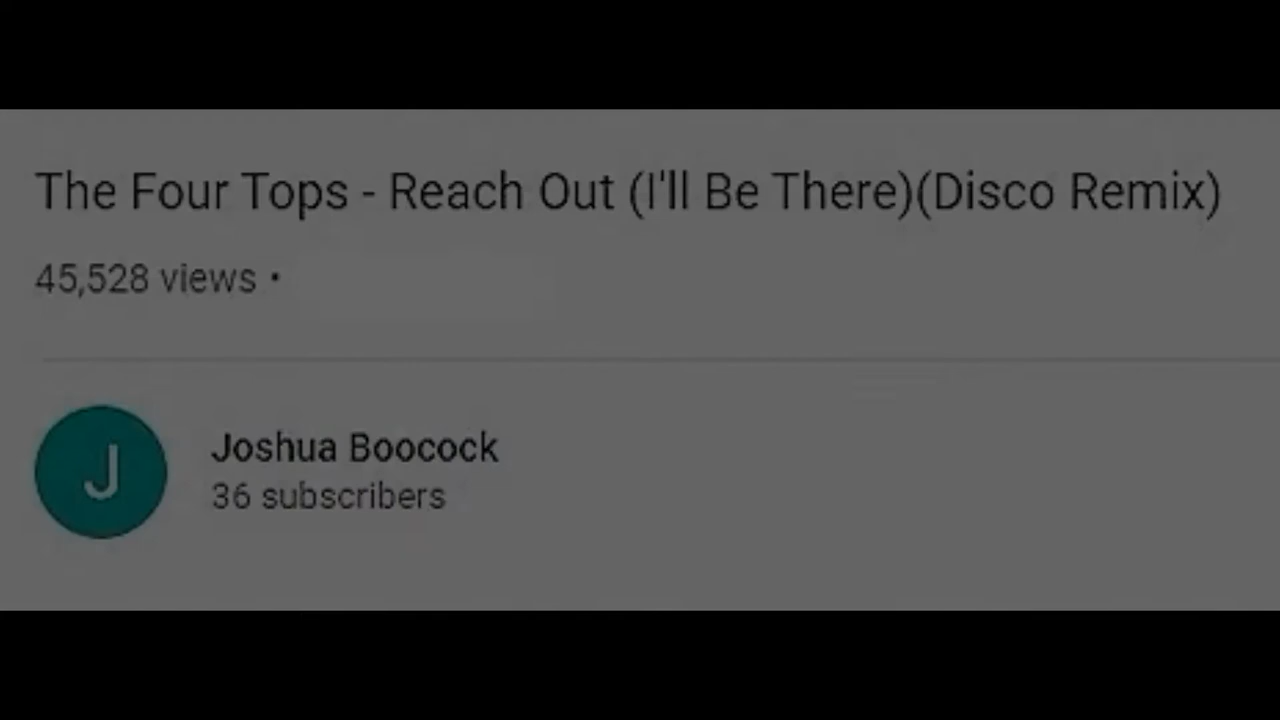 The Four Tops - Reach Out (I'll Be There)(Disco Remix)
45,528 views •
J
Joshua Boocock
36 subscribers